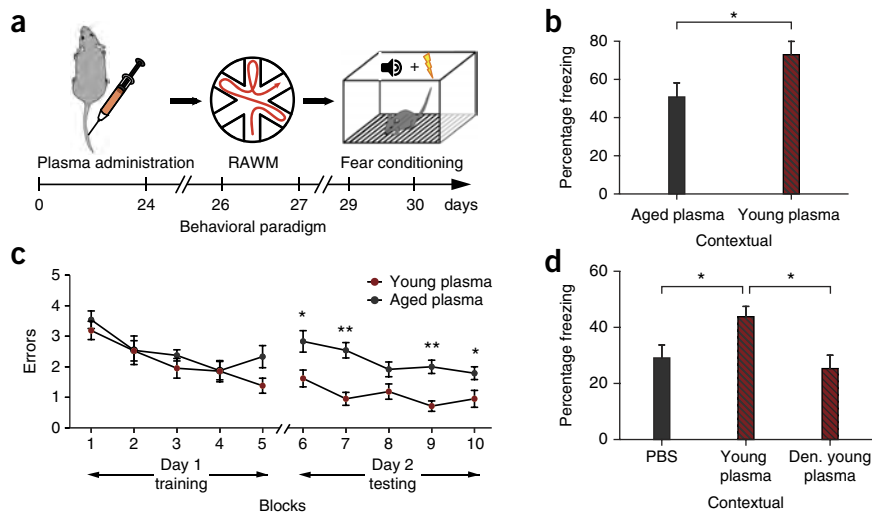 a
Plasma administration
RAWM
Fear conditioning
+
0 24 26 27 29 30 days
Behavioral paradigm
b
*
Percentage freezing
80
60
40
20
0
Aged plasma Young plasma
Contextual
c
Errors
5
4
3
2
1
0
Young plasma
Aged plasma
* ** ** *
1 2 3 4 5 6 7 8 9 10
Day 1 Day 2
training testing
Blocks
d
* *
Percentage freezing
60
40
20
0
PBS Young Den. young
plasma plasma
Contextual